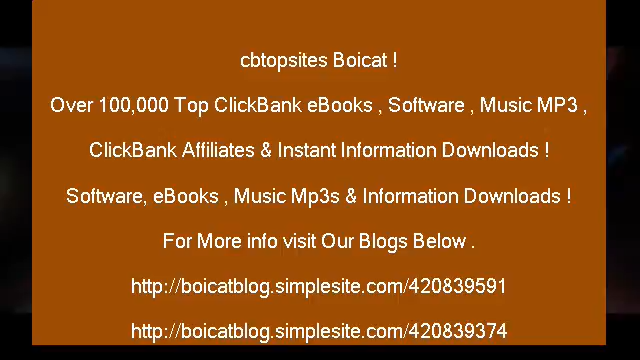 cbtopsites Boicat !
Over 100,000 Top ClickBank eBooks , Software , Music MP3 ,
ClickBank Affiliates & Instant Information Downloads !
Software, eBooks , Music Mp3s & Information Downloads !
For More info visit Our Blogs Below .
http://boicatblog.simplesite.com/420839591
http://boicatblog.simplesite.com/420839374